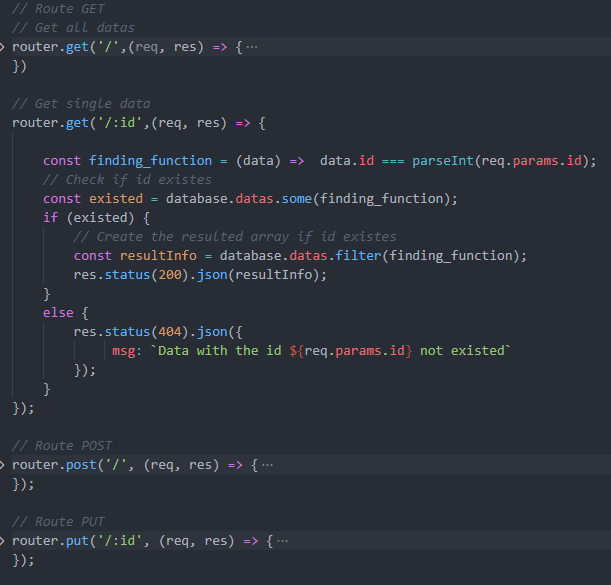 // Route GET
// Get all datas
router.get('/',(req, res) => {···
})
// Get single data
router.get('/:id',(req, res) => {
const finding_function = (data) =>  data.id === parseInt(req.params.id);
// Check if id existes
const existed = database.datas.some(finding_function);
if (existed) {
// Create the resulted array if id existes
const resultInfo = database.datas.filter(finding_function);
res.status(200).json(resultInfo);
}
else {
res.status(404).json({
msg: `Data with the id ${req.params.id} not existed`
});
}
});
// Route POST
router.post('/', (req, res) => {···
});
// Route PUT
router.put('/:id', (req, res) => {···
});